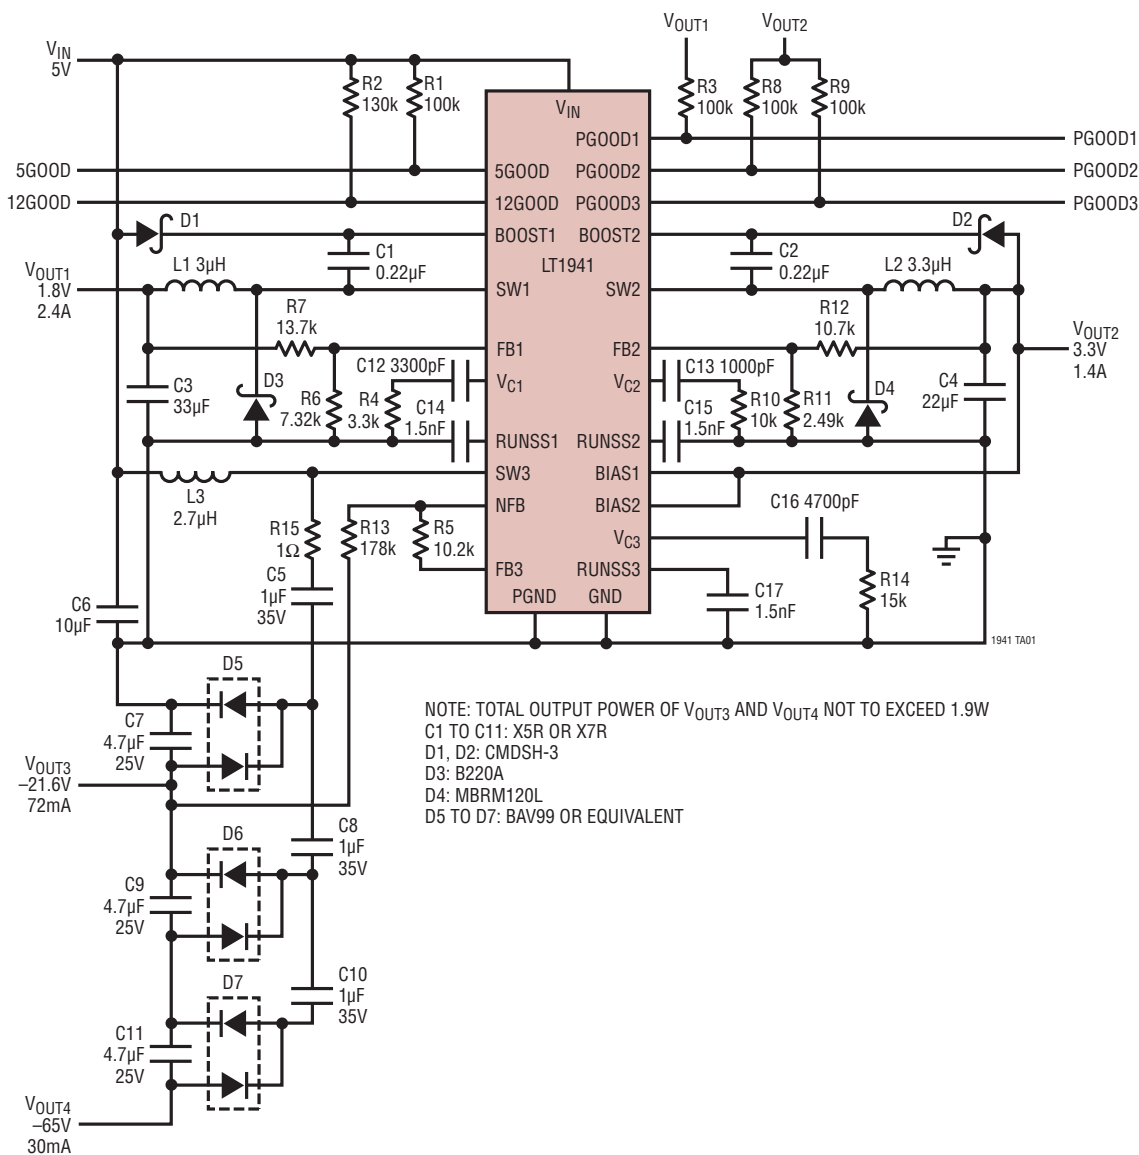 VOUT1
VOUT2
VIN
5V
R2
130k
R1
100k
R3
100k
R8
100k
R9
100k
VIN
PGOOD1
PGOOD1
5GOOD
5GOOD
PGOOD2
PGOOD2
12GOOD
12GOOD
PGOOD3
PGOOD3
D1
D2
BOOST1
BOOST2
C1
0.22µF
C2
0.22µF
LT1941
VOUT1
1.8V
2.4A
L1 3µH
L2 3.3µH
SW1
SW2
R7
13.7k
R12
10.7k
VOUT2
3.3V
1.4A
FB1
FB2
C12 3300pF
C13 1000pF
VC1
VC2
C3
33µF
D3
R6
7.32k
R4
3.3k
C14
1.5nF
C15
1.5nF
R10
10k
R11
2.49k
D4
C4
22µF
RUNSS1
RUNSS2
SW3
BIAS1
L3
2.7µH
NFB
BIAS2
C16 4700pF
R15
1Ω
R13
178k
R5
10.2k
VC3
FB3
RUNSS3
C5
1µF
35V
C6
10µF
PGND
GND
C17
1.5nF
R14
15k
1941 TA01
D5
C7
4.7µF
25V
VOUT3
–21.6V
72mA
NOTE: TOTAL OUTPUT POWER OF VOUT3 AND VOUT4 NOT TO EXCEED 1.9W
C1 TO C11: X5R OR X7R
D1, D2: CMDSH-3
D3: B220A
D4: MBRM120L
D5 TO D7: BAV99 OR EQUIVALENT
D6
C8
1µF
35V
C9
4.7µF
25V
D7
C10
1µF
35V
C11
4.7µF
25V
VOUT4
–65V
30mA